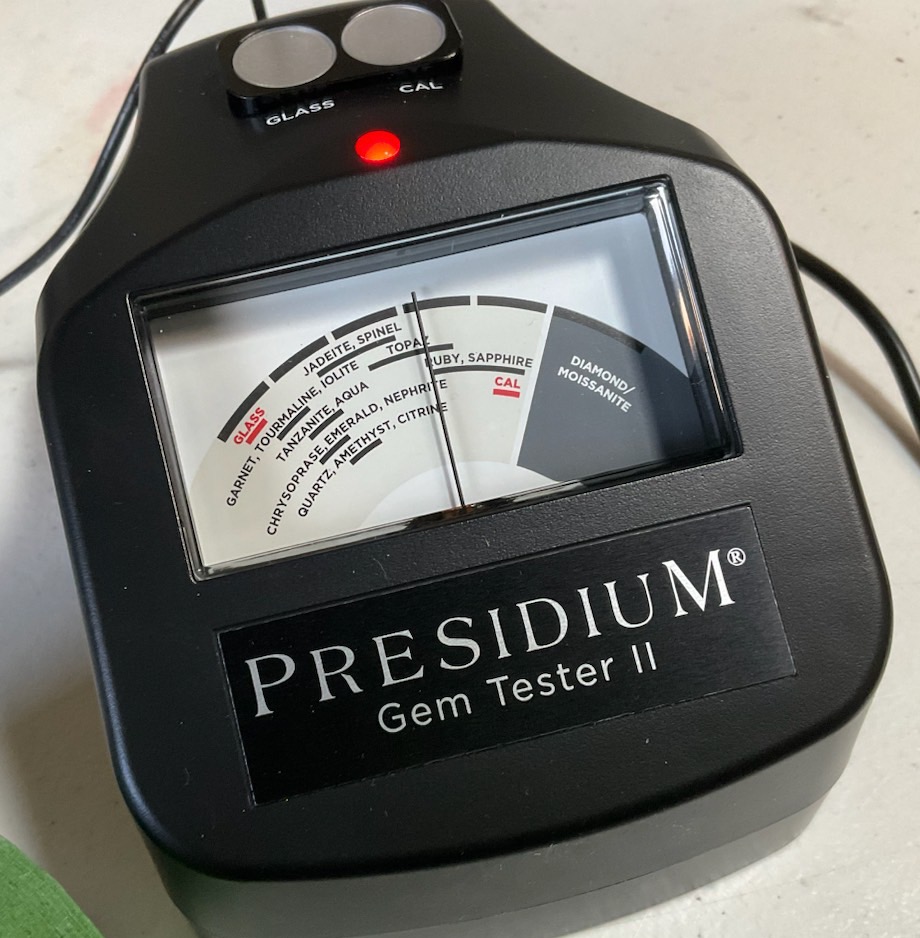 GLASS
CAL
JADEITE, SPINEL
TOPAZ
RUBY, SAPPHIRE
GLASS
GARNET, TOURMALINE, IOLITE
TANZANITE, AQUA
CHRYSOPRASE, EMERALD, NEPHRITE
QUARTZ, AMETHYST, CITRINE
CAL
DIAMOND/
MOISSANITE
PRESIDIUM®
Gem Tester II